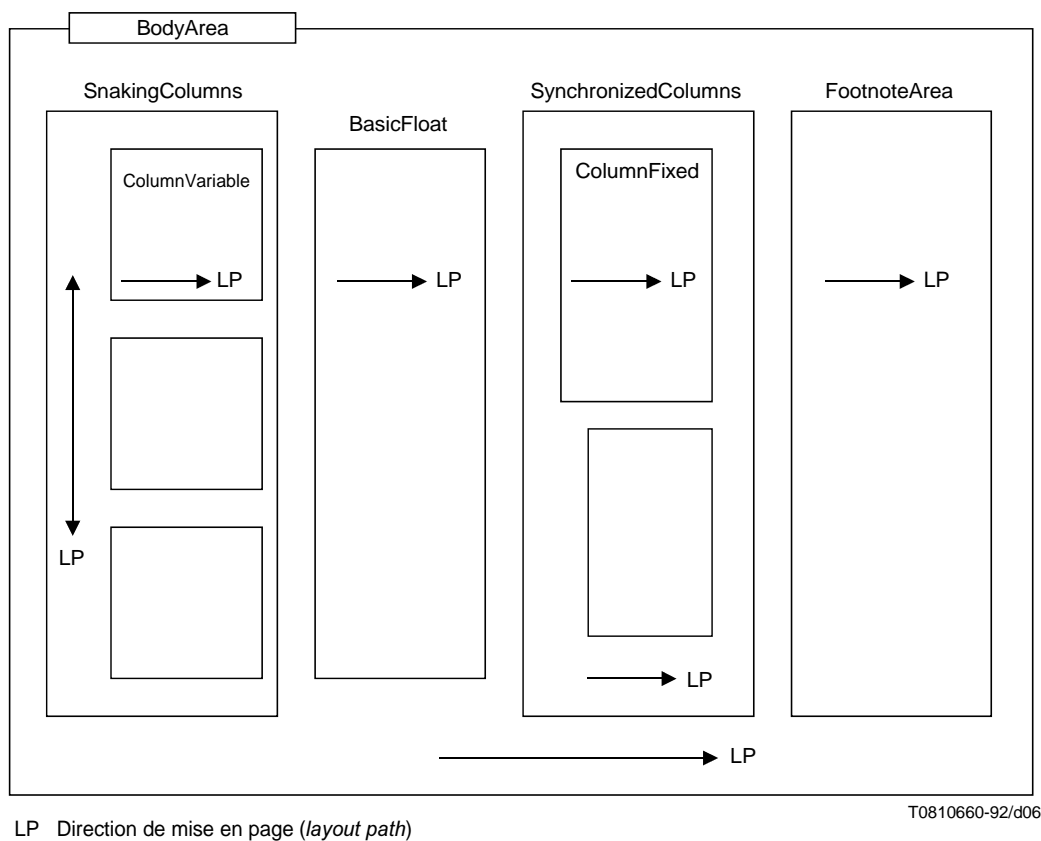 BodyArea
SnakingColumns
BasicFloat
SynchronizedColumns
FootnoteArea
ColumnVariable
ColumnFixed
LP
LP
LP
LP
LP
LP
LP
T0810660-92/d06
LP Direction de mise en page (layout path)